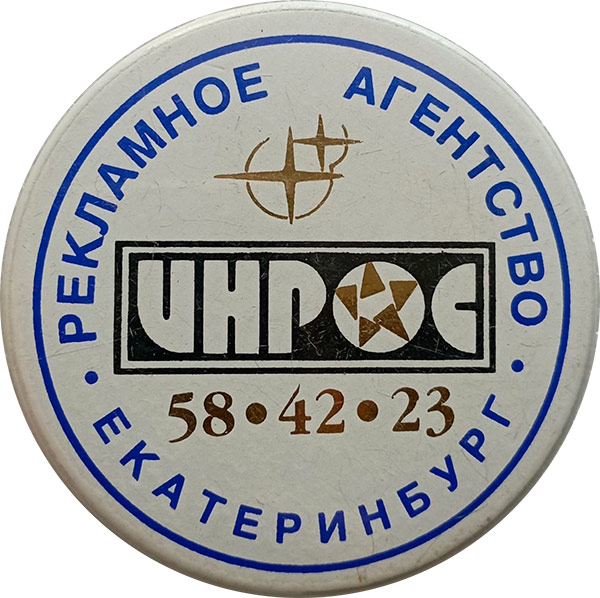 РЕКЛАМНОЕ АГЕНТСТВО
ИНРОС
58•42•23
• ЕКАТЕРИНБУРГ •